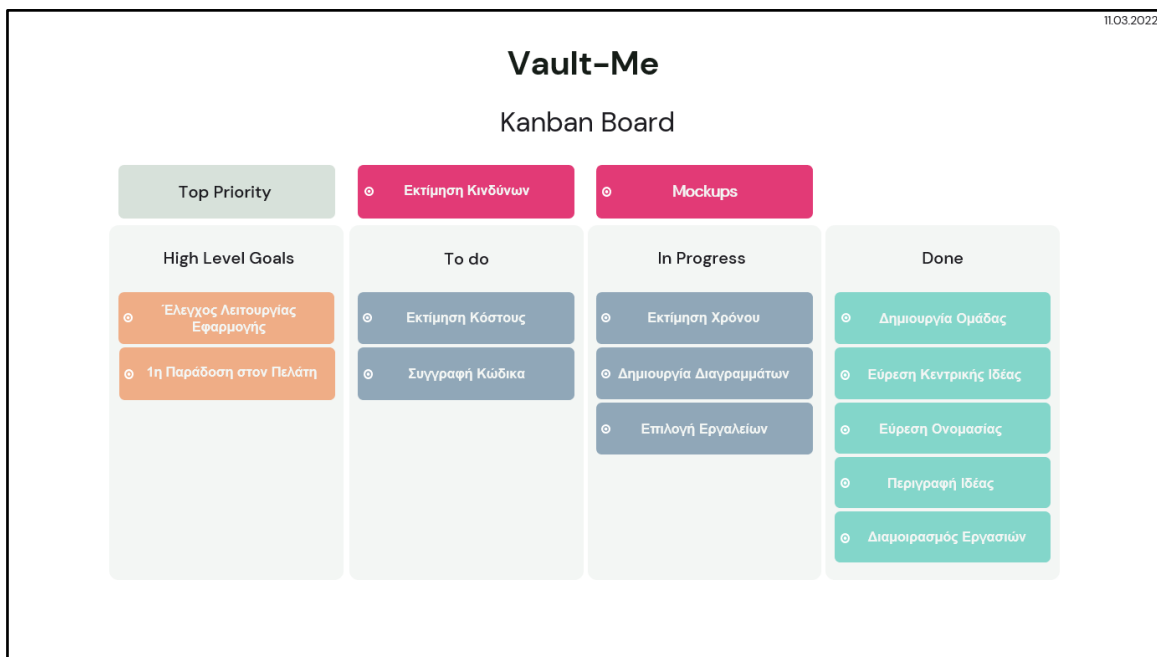 11.03.2022
Vault-Me
Kanban Board
Top Priority
Εκτίμηση Κινδύνων
Mockups
High Level Goals
Έλεγχος Λειτουργίας
Εφαρμογής
1η Παράδοση στον Πελάτη
To do
Εκτίμηση Κόστους
Συγγραφή Κώδικα
In Progress
Εκτίμηση Χρόνου
Δημιουργία Διαγραμμάτων
Επιλογή Εργαλείων
Done
Δημιουργία Ομάδας
Εύρεση Κεντρικής Ιδέας
Εύρεση Ονομασίας
Περιγραφή Ιδέας
Διαμοιρασμός Εργασιών